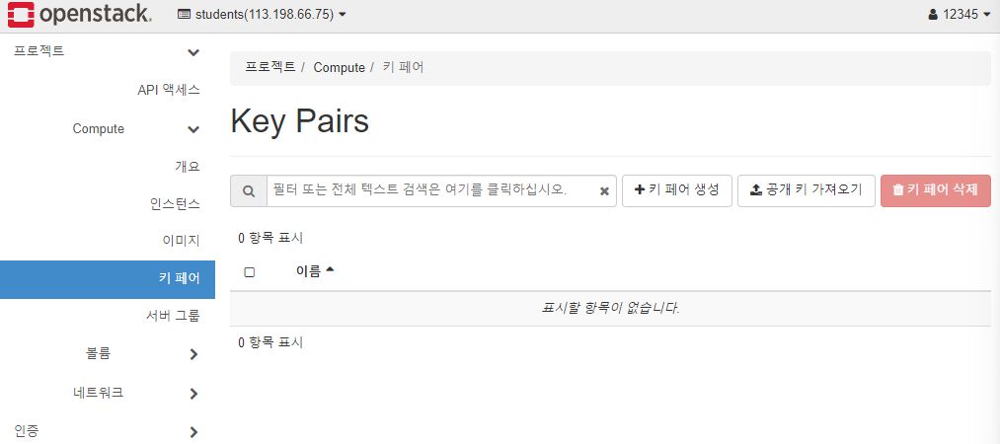 openstack. students(113.198.66.75) 12345
프로젝트
API 액세스
Compute
개요
인스턴스
이미지
키 페어
서버 그룹
볼륨
네트워크
인증
프로젝트 / Compute / 키 페어
Key Pairs
필터 또는 전체 텍스트 검색은 여기를 클릭하십시오. 키 페어 생성 공개 키 가져오기 키 페어 삭제
0 항목 표시
이름
표시할 항목이 없습니다.
0 항목 표시